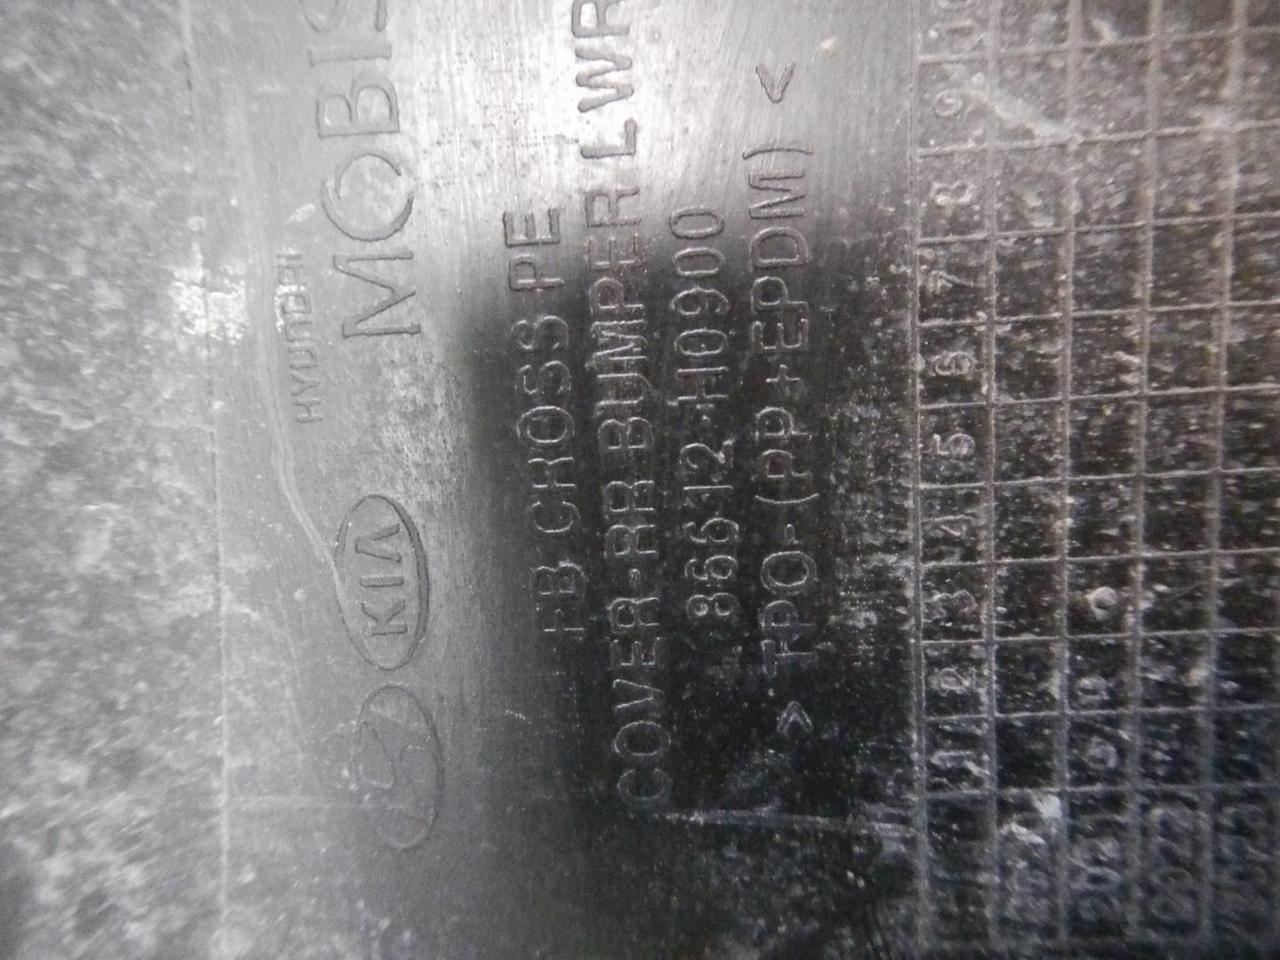 HYUNDAI
KIA MOBIS
FB CROSS PE
COVER-RR BUMPER LWR
86612-H0900
>TPO-(PP+EPDM)<
1 2 3 4 5 6 7 8 9